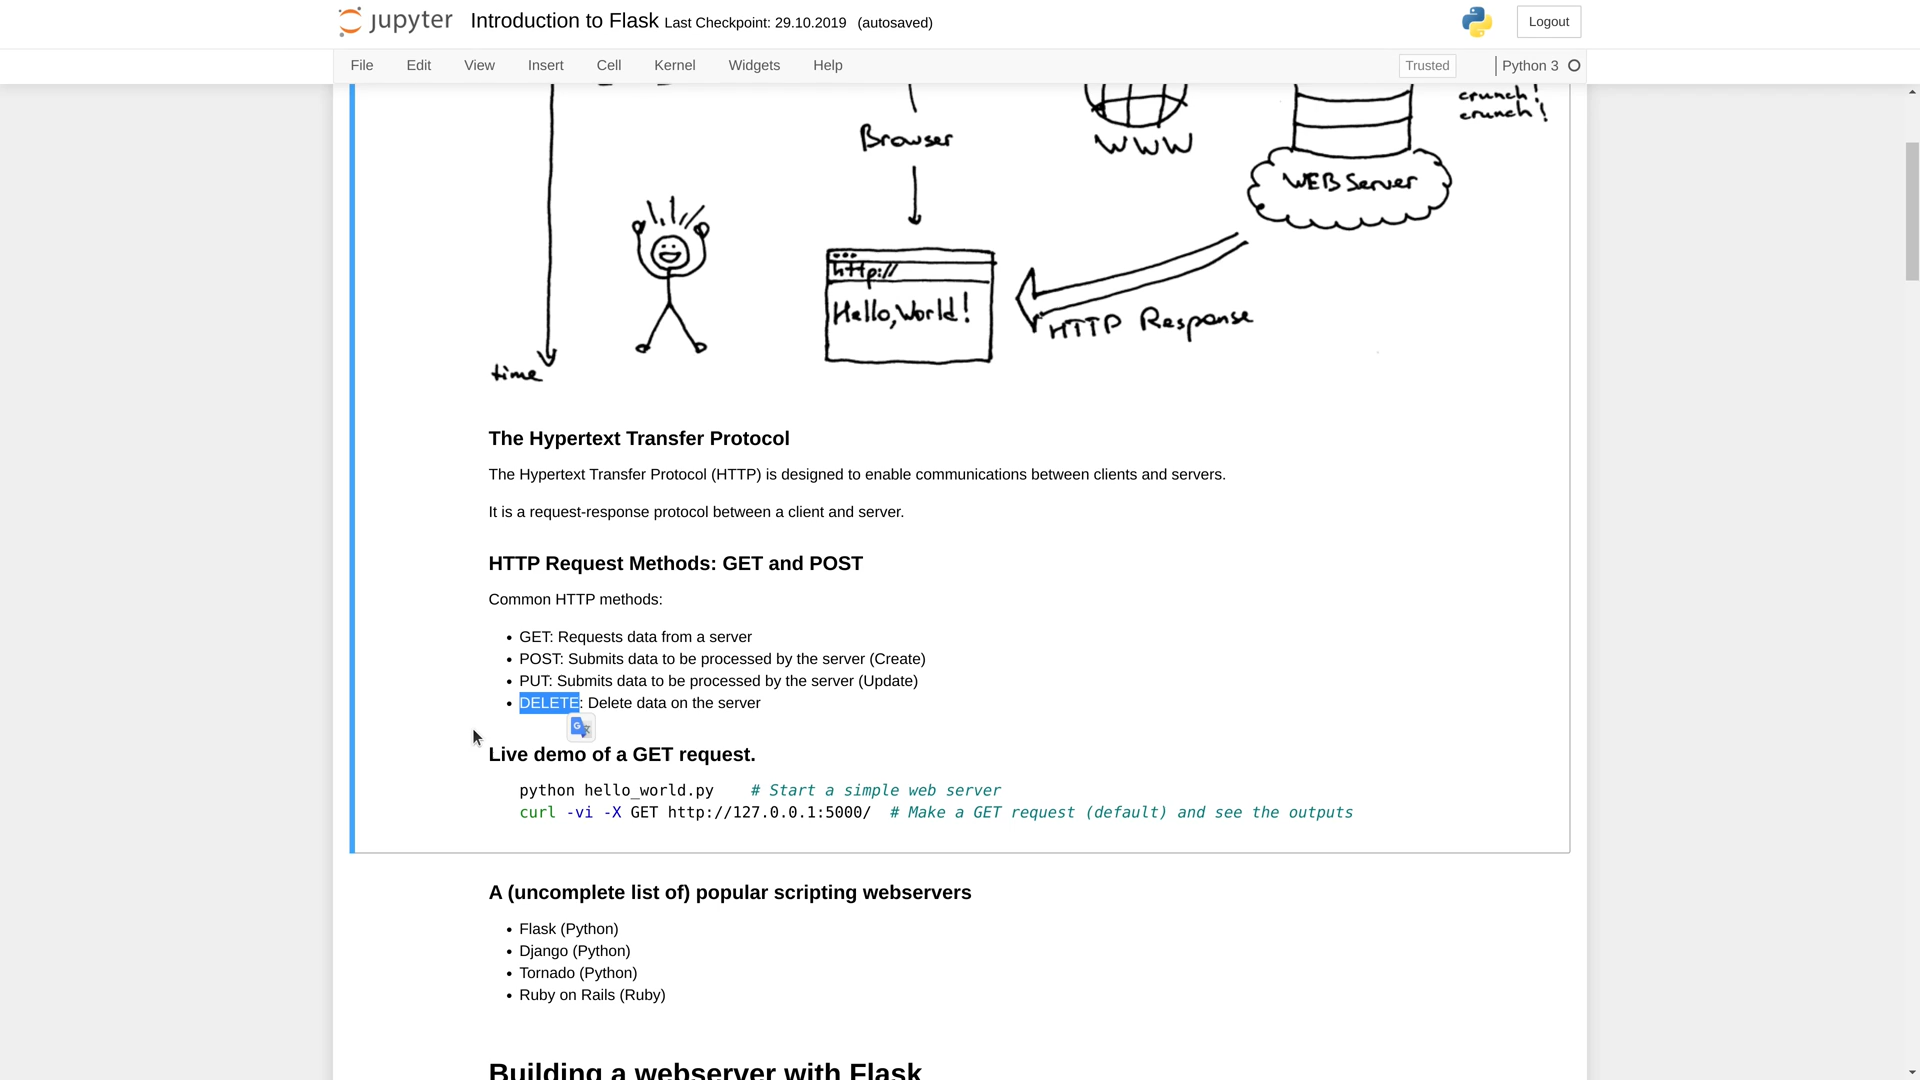 jupyter Introduction to Flask Last Checkpoint: 29.10.2019 (autosaved)
Logout
File Edit View Insert Cell Kernel Widgets Help
Trusted Python 3
crunch!
crunch!
Browser
WWW
WEB Server
http://
Hello, World!
HTTP Response
time
The Hypertext Transfer Protocol
The Hypertext Transfer Protocol (HTTP) is designed to enable communications between clients and servers.
It is a request-response protocol between a client and server.
HTTP Request Methods: GET and POST
Common HTTP methods:
• GET: Requests data from a server
• POST: Submits data to be processed by the server (Create)
• PUT: Submits data to be processed by the server (Update)
• DELETE: Delete data on the server
Live demo of a GET request.
python hello_world.py    # Start a simple web server
curl -vi -X GET http://127.0.0.1:5000/  # Make a GET request (default) and see the outputs
A (uncomplete list of) popular scripting webservers
• Flask (Python)
• Django (Python)
• Tornado (Python)
• Ruby on Rails (Ruby)
Building a webserver with Flask